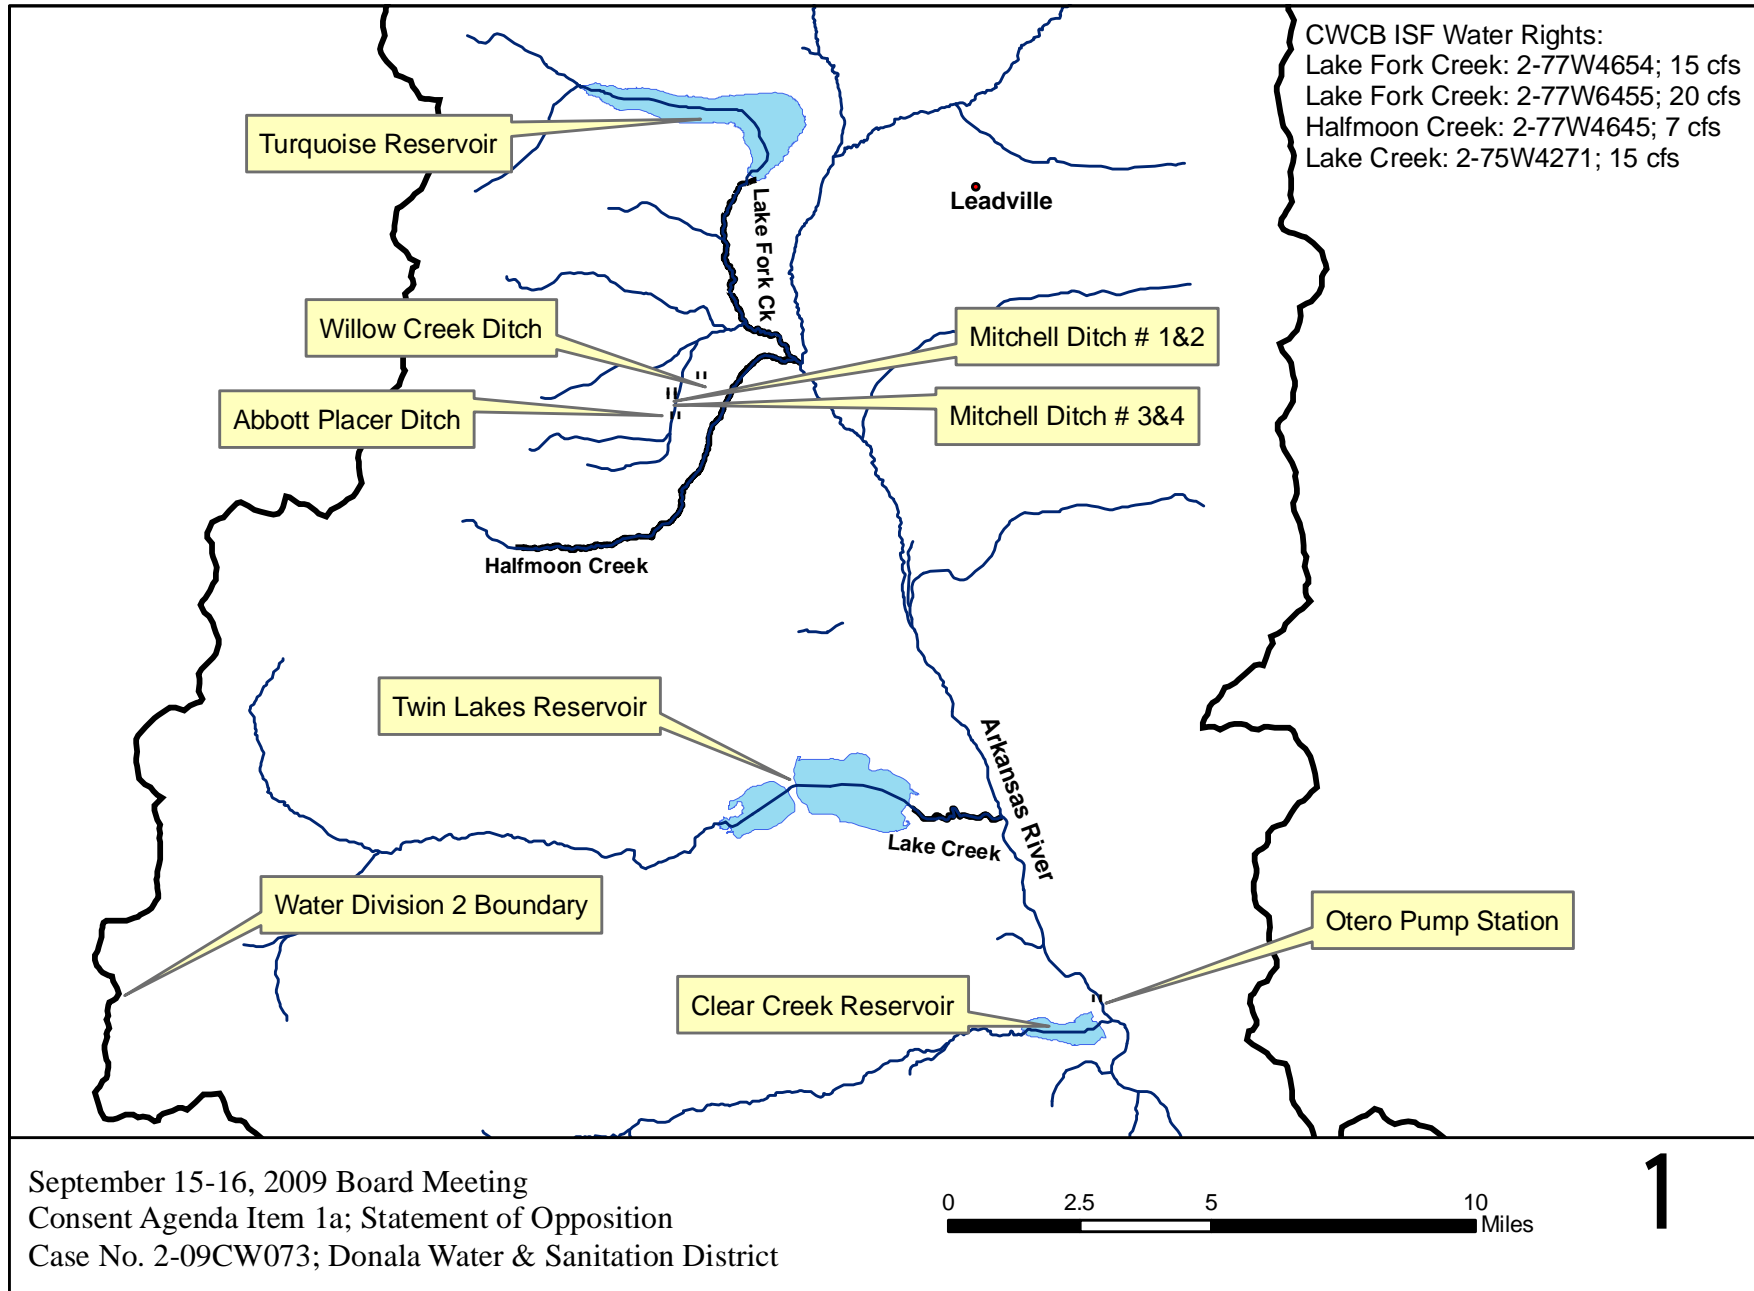 CWCB ISF Water Rights:
Lake Fork Creek: 2-77W4654; 15 cfs
Lake Fork Creek: 2-77W6455; 20 cfs
Halfmoon Creek: 2-77W4645; 7 cfs
Lake Creek: 2-75W4271; 15 cfs
Turquoise Reservoir
Leadville
Lake Fork Ck
Willow Creek Ditch
Mitchell Ditch # 1&2
Abbott Placer Ditch
Mitchell Ditch # 3&4
Halfmoon Creek
Twin Lakes Reservoir
Arkansas River
Lake Creek
Water Division 2 Boundary
Otero Pump Station
Clear Creek Reservoir
September 15-16, 2009 Board Meeting
Consent Agenda Item 1a; Statement of Opposition
Case No. 2-09CW073; Donala Water & Sanitation District
0 2.5 5 10
Miles
1